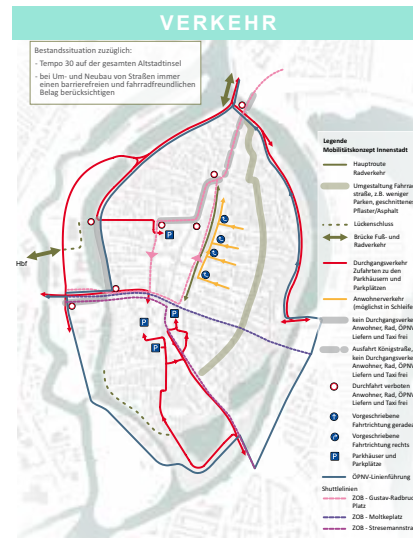 VERKEHR
Bestandssituation zuzüglich:
- Tempo 30 auf der gesamten Altstadtinsel
- bei Um- und Neubau von Straßen immer
einen barrierefreien und fahrradfreundlichen
Belag berücksichtigen
Hbf
P
P
P
P
Legende
Mobilitätskonzept Innenstadt
Hauptroute
Radverkehr
Umgestaltung Fahrrad
straße, z.B. weniger
Parken, geschnittenes
Pflaster/Asphalt
Lückenschluss
Brücke Fuß- und
Radverkehr
Durchgangsverkehr
Zufahrten zu den
Parkhäusern und
Parkplätzen
Anwohnerverkehr
(möglichst in Schleife
kein Durchgangsverke
Anwohner, Rad, ÖPNV
Liefern und Taxi frei
Ausfahrt Königstraße,
kein Durchgangsverke
Anwohner, Rad, ÖPNV
Liefern und Taxi frei
Durchfahrt verboten
Anwohner, Rad, ÖPNV
Liefern und Taxi frei
Vorgeschriebene
Fahrtrichtung geradea
Vorgeschriebene
Fahrtrichtung rechts
P Parkhäuser und
Parkplätze
ÖPNV-Linienführung
Shuttlelinien
ZOB - Gustav-Radbruc
Platz
ZOB - Moltkeplatz
ZOB - Stresemannstra